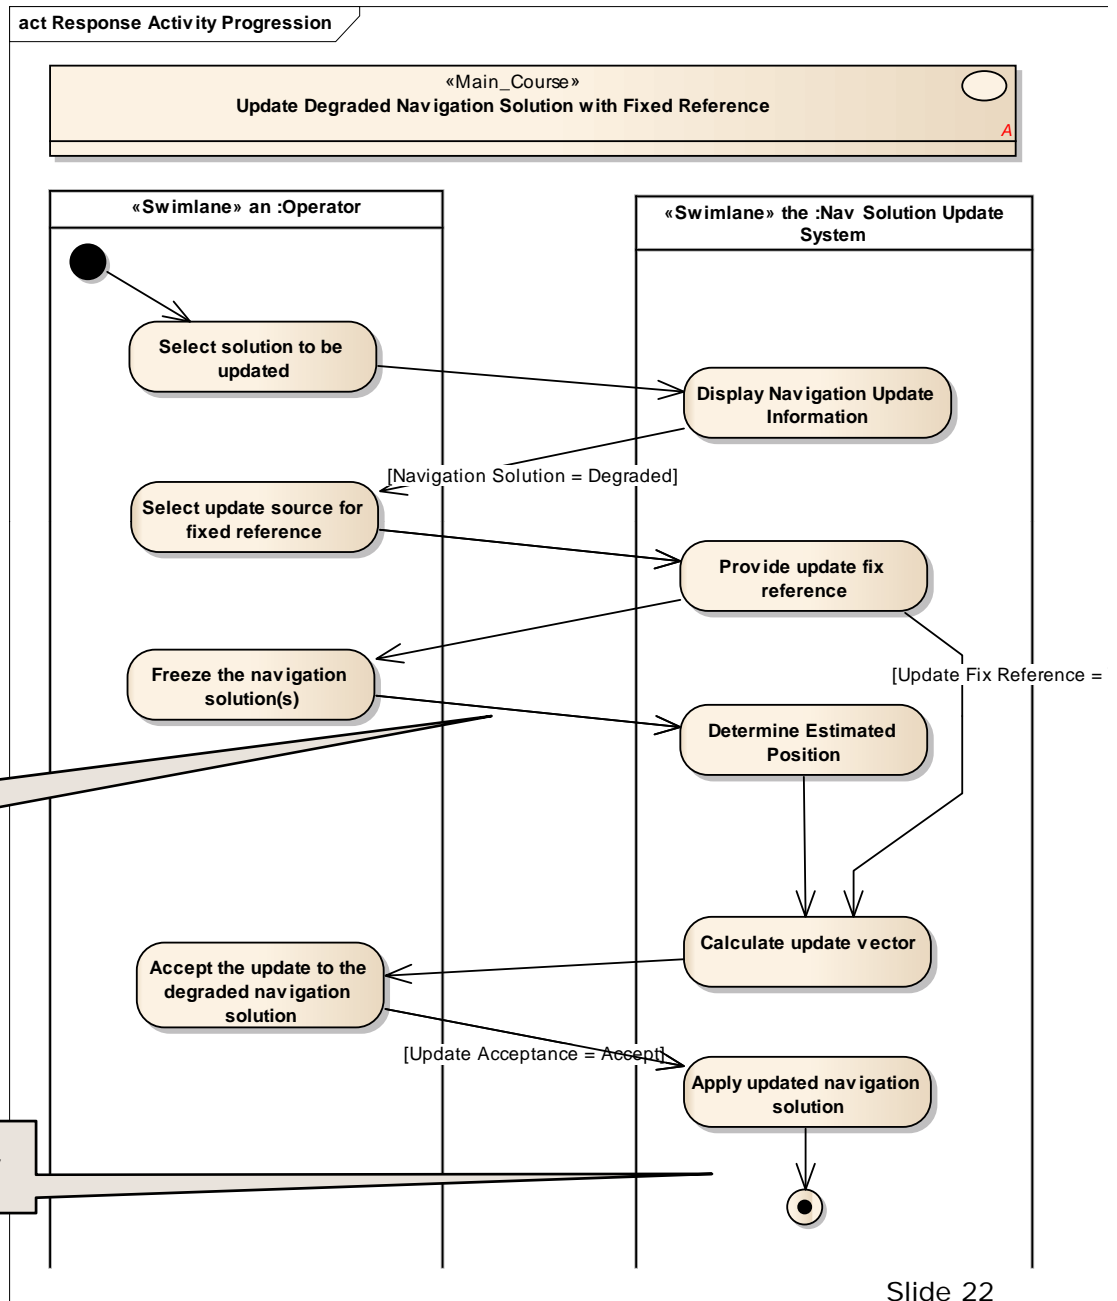 act Response Activity Progression
«Main_Course»
Update Degraded Navigation Solution with Fixed Reference
A
«Swimlane» an :Operator
«Swimlane» the :Nav Solution Update
System
Select solution to be
updated
Display Navigation Update
Information
[Navigation Solution = Degraded]
Select update source for
fixed reference
Provide update fix
reference
Freeze the navigation
solution(s)
[Update Fix Reference =
Determine Estimated
Position
Calculate update vector
Accept the update to the
degraded navigation
solution
[Update Acceptance = Accept]
Apply updated navigation
solution
Slide 22